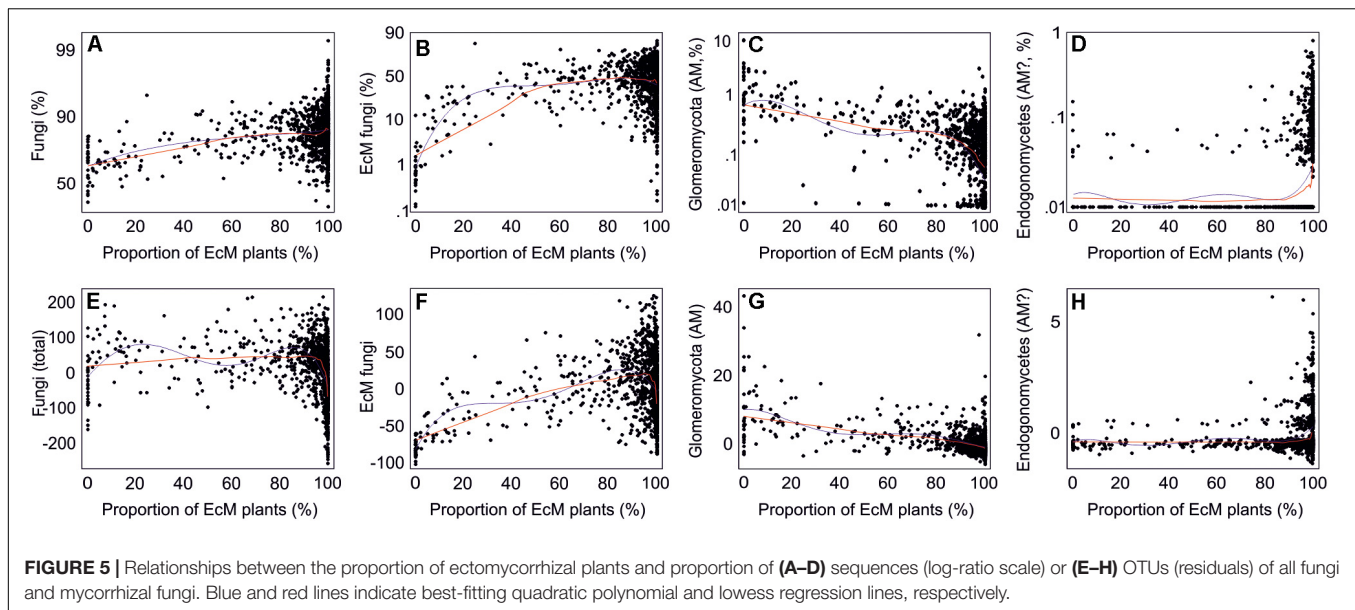 A
Fungi (%)
99
90
50
0 20 40 60 80 100
Proportion of EcM plants (%)
B
EcM fungi (%)
90
50
10
1
.1
0 20 40 60 80 100
Proportion of EcM plants (%)
C
Glomeromycota (AM,%)
10
1
.1
.01
0 20 40 60 80 100
Proportion of EcM plants (%)
D
Endogonomycetes (AM?, %)
1
.1
.01
0 20 40 60 80 100
Proportion of EcM plants (%)
E
Fungi (total)
200
100
0
-100
-200
0 20 40 60 80 100
Proportion of EcM plants (%)
F
EcM fungi
100
50
0
-50
-100
0 20 40 60 80 100
Proportion of EcM plants (%)
G
Glomeromycota (AM)
40
20
0
0 20 40 60 80 100
Proportion of EcM plants (%)
H
Endogonomycetes (AM?)
5
0
0 20 40 60 80 100
Proportion of EcM plants (%)
FIGURE 5 | Relationships between the proportion of ectomycorrhizal plants and proportion of (A–D) sequences (log-ratio scale) or (E–H) OTUs (residuals) of all fungi
and mycorrhizal fungi. Blue and red lines indicate best-fitting quadratic polynomial and lowess regression lines, respectively.